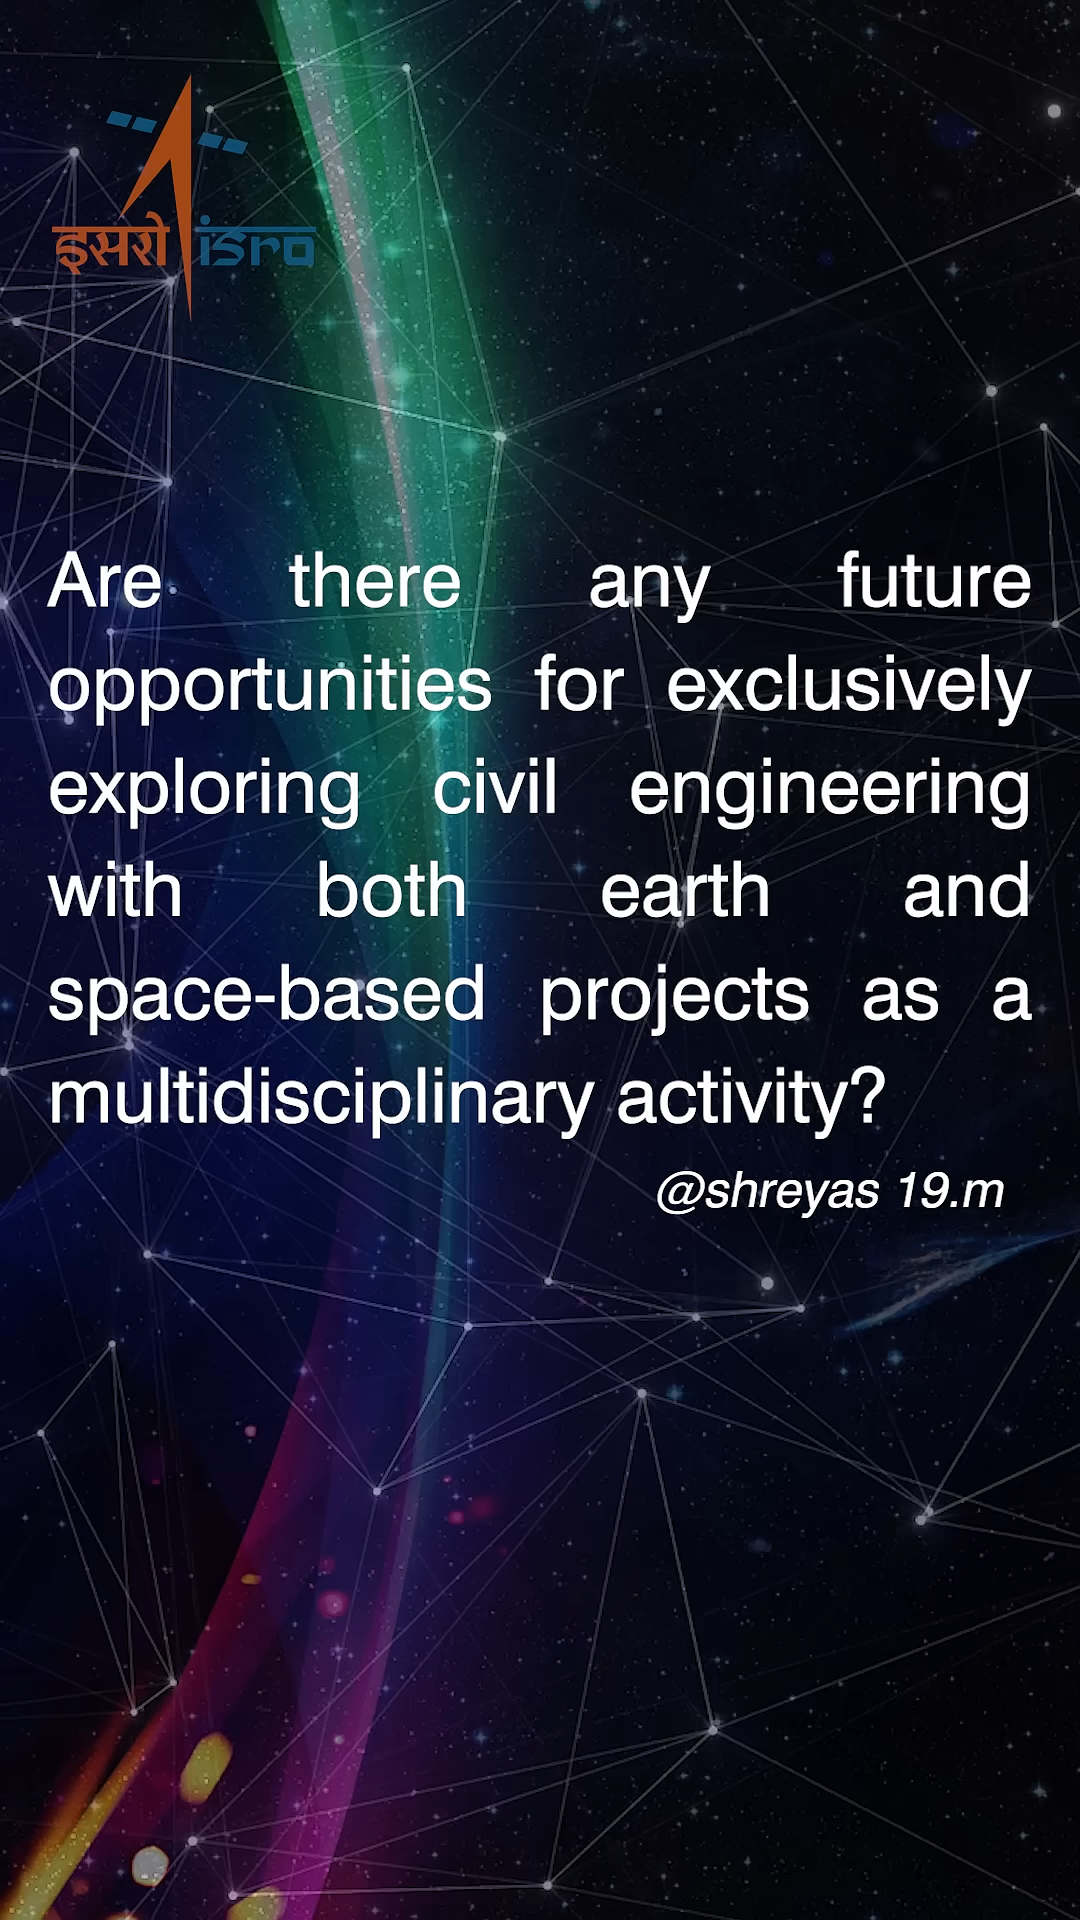 इसरो isro
Are there any future
opportunities for exclusively
exploring civil engineering
with both earth and
space-based projects as a
multidisciplinary activity?
@shreyas 19.m